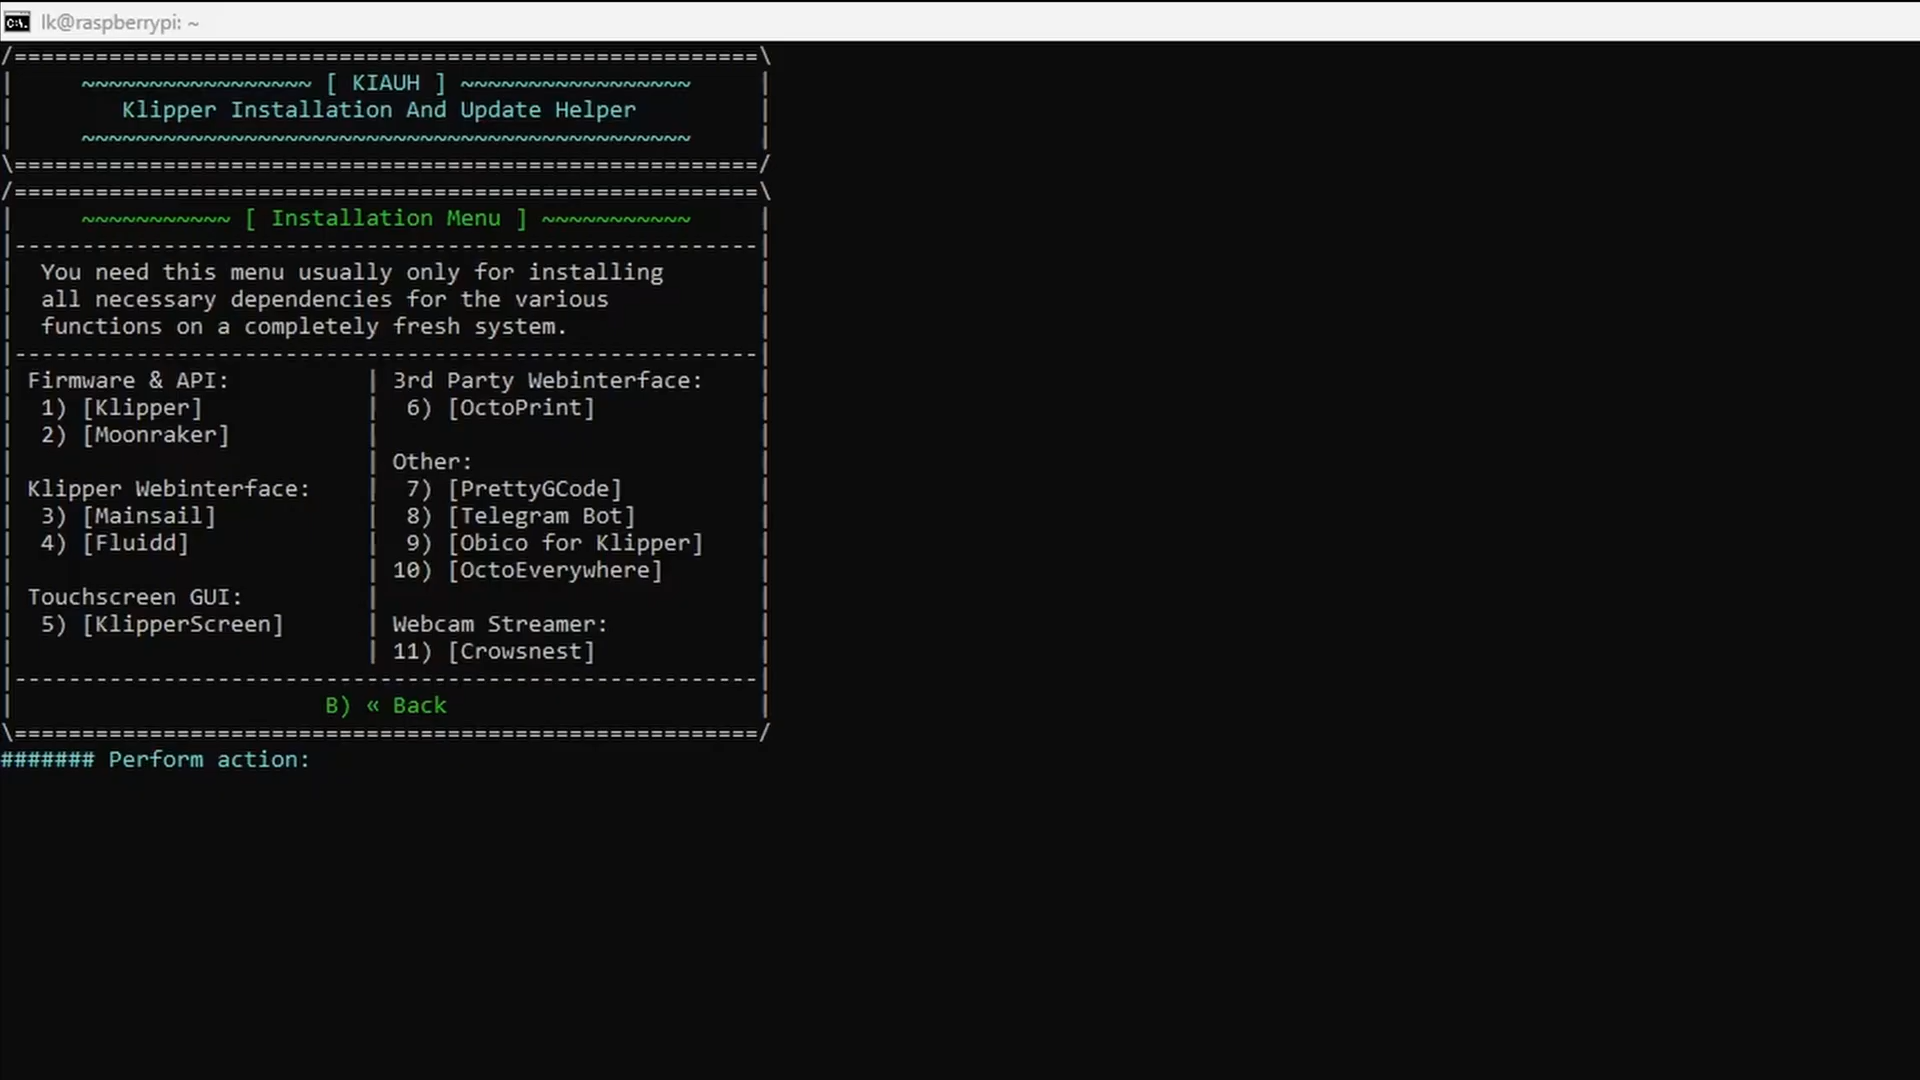 lk@raspberrypi: ~
/=======================================================\
|     ~~~~~~~~~~~~~~~~~ [ KIAUH ] ~~~~~~~~~~~~~~~~~     |
|        Klipper Installation And Update Helper         |
|     ~~~~~~~~~~~~~~~~~~~~~~~~~~~~~~~~~~~~~~~~~~~~~     |
\=======================================================/
/=======================================================\
|     ~~~~~~~~~~~ [ Installation Menu ] ~~~~~~~~~~~     |
|-------------------------------------------------------|
|  You need this menu usually only for installing       |
|  all necessary dependencies for the various           |
|  functions on a completely fresh system.              |
|-------------------------------------------------------|
| Firmware & API:          | 3rd Party Webinterface:    |
|  1) [Klipper]            |  6) [OctoPrint]            |
|  2) [Moonraker]          |                            |
|                          | Other:                     |
| Klipper Webinterface:    |  7) [PrettyGCode]          |
|  3) [Mainsail]           |  8) [Telegram Bot]         |
|  4) [Fluidd]             |  9) [Obico for Klipper]    |
|                          | 10) [OctoEverywhere]       |
| Touchscreen GUI:         |                            |
|  5) [KlipperScreen]      | Webcam Streamer:           |
|                          | 11) [Crowsnest]            |
|-------------------------------------------------------|
|                       B) « Back                       |
\=======================================================/
####### Perform action: